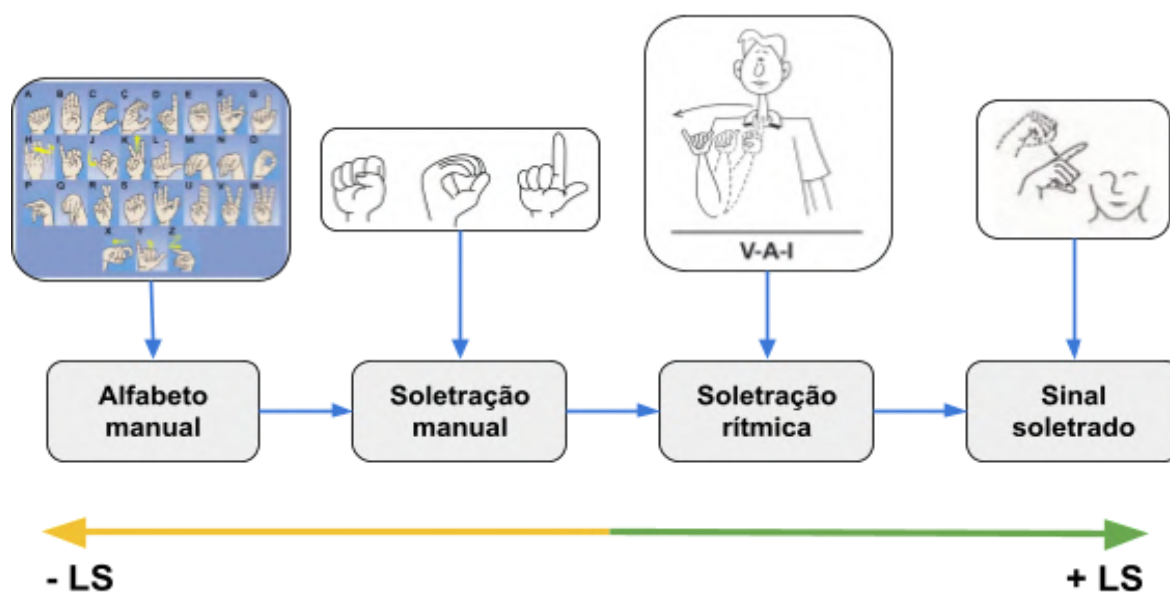 A B C Ç D E F G
H I J K L M N O
P Q R S T U V W
X Y Z
V-A-I
Alfabeto
manual
Soletração
manual
Soletração
rítmica
Sinal
soletrado
- LS
+ LS